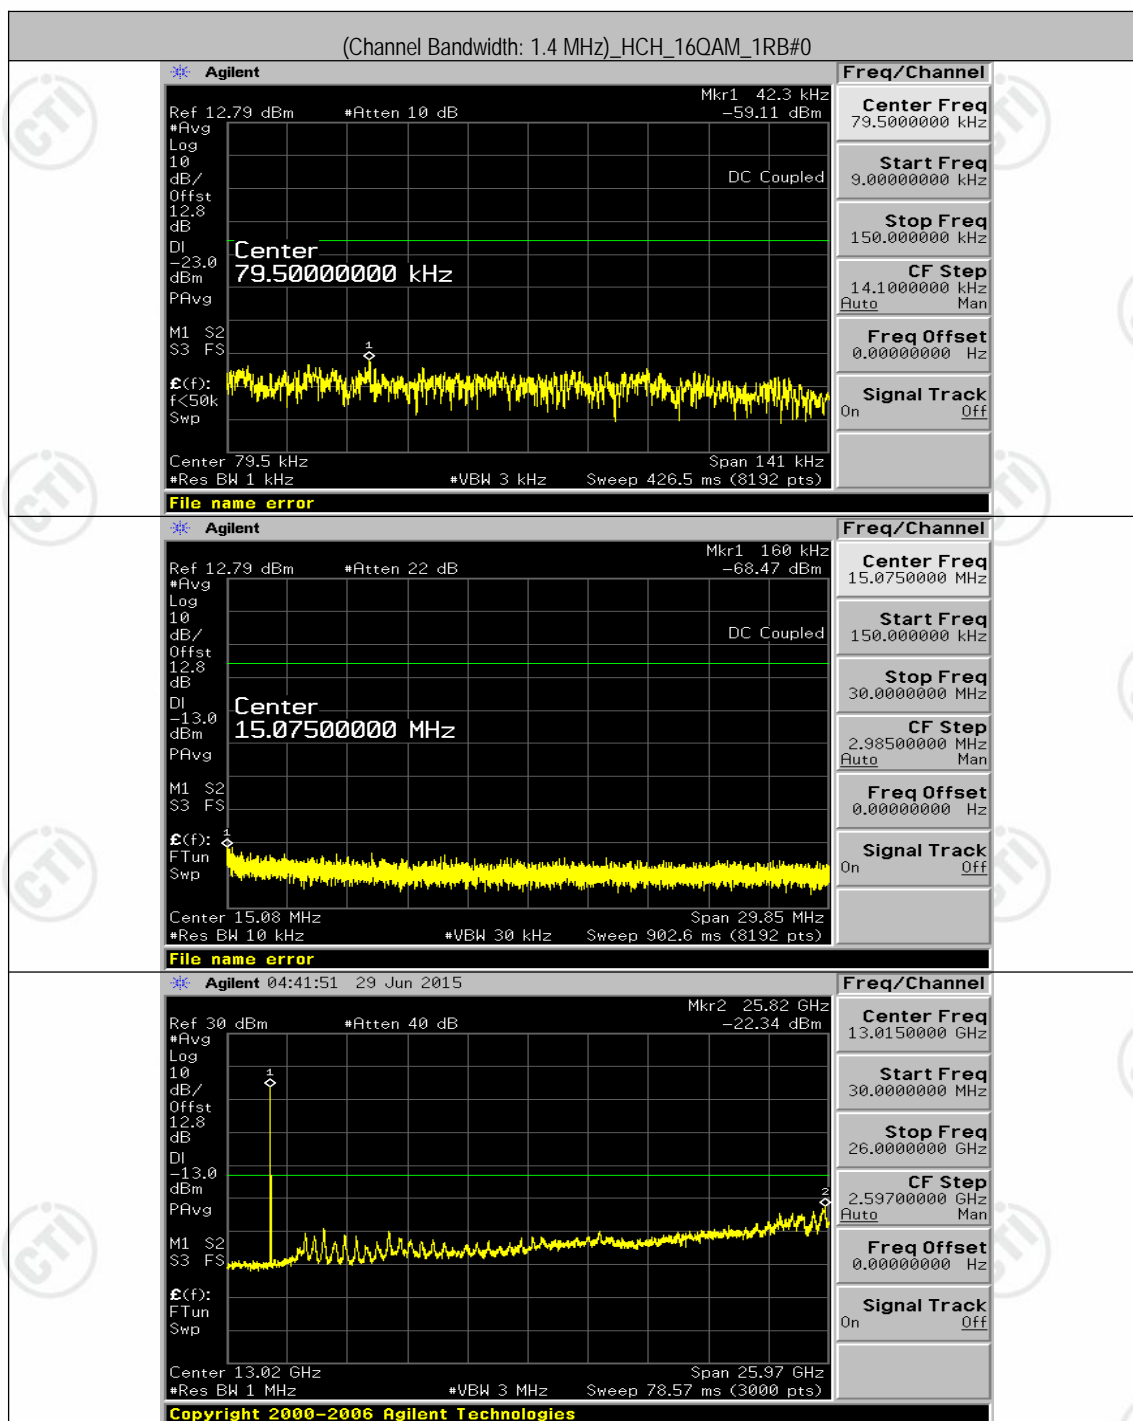 (Channel Bandwidth: 1.4 MHz)_HCH_16QAM_1RB#0
Agilent
Freq/Channel
Mkr1 42.3 kHz
Ref 12.79 dBm #Atten 10 dB -59.11 dBm
#Avg
Log
10
dB/
Offst
12.8
dB
DI
-23.0
dBm
PAvg
M1 S2
S3 FS
£(f):
f<50k
Swp
DC Coupled
Center
79.50000000 kHz
1
Center 79.5 kHz Span 141 kHz
#Res BW 1 kHz #VBW 3 kHz Sweep 426.5 ms (8192 pts)
File name error
Center Freq
79.5000000 kHz
Start Freq
9.00000000 kHz
Stop Freq
150.000000 kHz
CF Step
14.1000000 kHz
Auto Man
Freq Offset
0.00000000 Hz
Signal Track
On Off
Agilent
Freq/Channel
Mkr1 160 kHz
Ref 12.79 dBm #Atten 22 dB -68.47 dBm
#Avg
Log
10
dB/
Offst
12.8
dB
DI
-13.0
dBm
PAvg
M1 S2
S3 FS
£(f):
FTun
Swp
DC Coupled
Center
15.07500000 MHz
1
Center 15.08 MHz Span 29.85 MHz
#Res BW 10 kHz #VBW 30 kHz Sweep 902.6 ms (8192 pts)
File name error
Center Freq
15.0750000 MHz
Start Freq
150.000000 kHz
Stop Freq
30.0000000 MHz
CF Step
2.98500000 MHz
Auto Man
Freq Offset
0.00000000 Hz
Signal Track
On Off
Agilent 04:41:51 29 Jun 2015
Freq/Channel
Mkr2 25.82 GHz
Ref 30 dBm #Atten 40 dB -22.34 dBm
#Avg
Log
10
dB/
Offst
12.8
dB
DI
-13.0
dBm
PAvg
M1 S2
S3 FS
£(f):
FTun
Swp
1
2
Center 13.02 GHz Span 25.97 GHz
#Res BW 1 MHz #VBW 3 MHz Sweep 78.57 ms (3000 pts)
Copyright 2000-2006 Agilent Technologies
Center Freq
13.0150000 GHz
Start Freq
30.0000000 MHz
Stop Freq
26.0000000 GHz
CF Step
2.59700000 GHz
Auto Man
Freq Offset
0.00000000 Hz
Signal Track
On Off
CTI
CTI
CTI
CTI
CTI
CTI
CTI
CTI